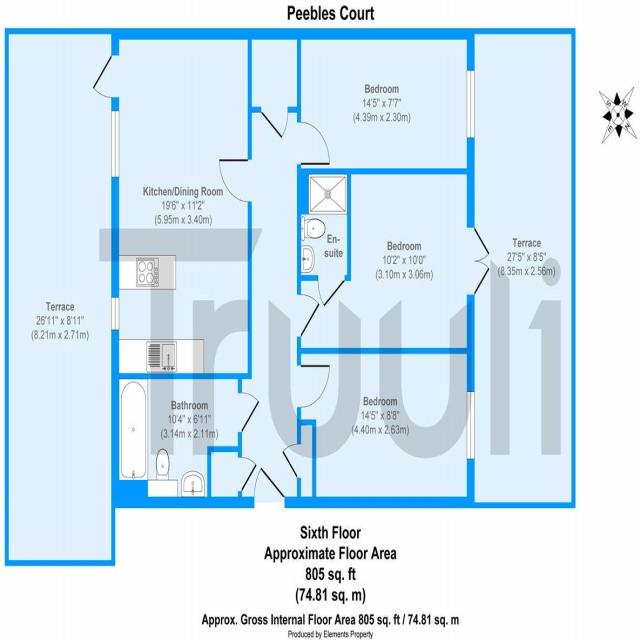 Peebles Court
Bedroom
14'5" x 7'7"
(4.39m x 2.30m)
Kitchen/Dining Room
19'6" x 11'2"
(5.95m x 3.40m)
En-
suite
Bedroom
10'2" x 10'0"
(3.10m x 3.06m)
Terrace
27'5" x 8'5"
(8.35m x 2.56m)
Terrace
26'11" x 8'11"
(8.21m x 2.71m)
Truuli
Bathroom
10'4" x 6'11"
(3.14m x 2.11m)
Bedroom
14'5" x 8'8"
(4.40m x 2.63m)
Sixth Floor
Approximate Floor Area
805 sq. ft
(74.81 sq. m)
Approx. Gross Internal Floor Area 805 sq. ft / 74.81 sq. m
Produced by Elements Property